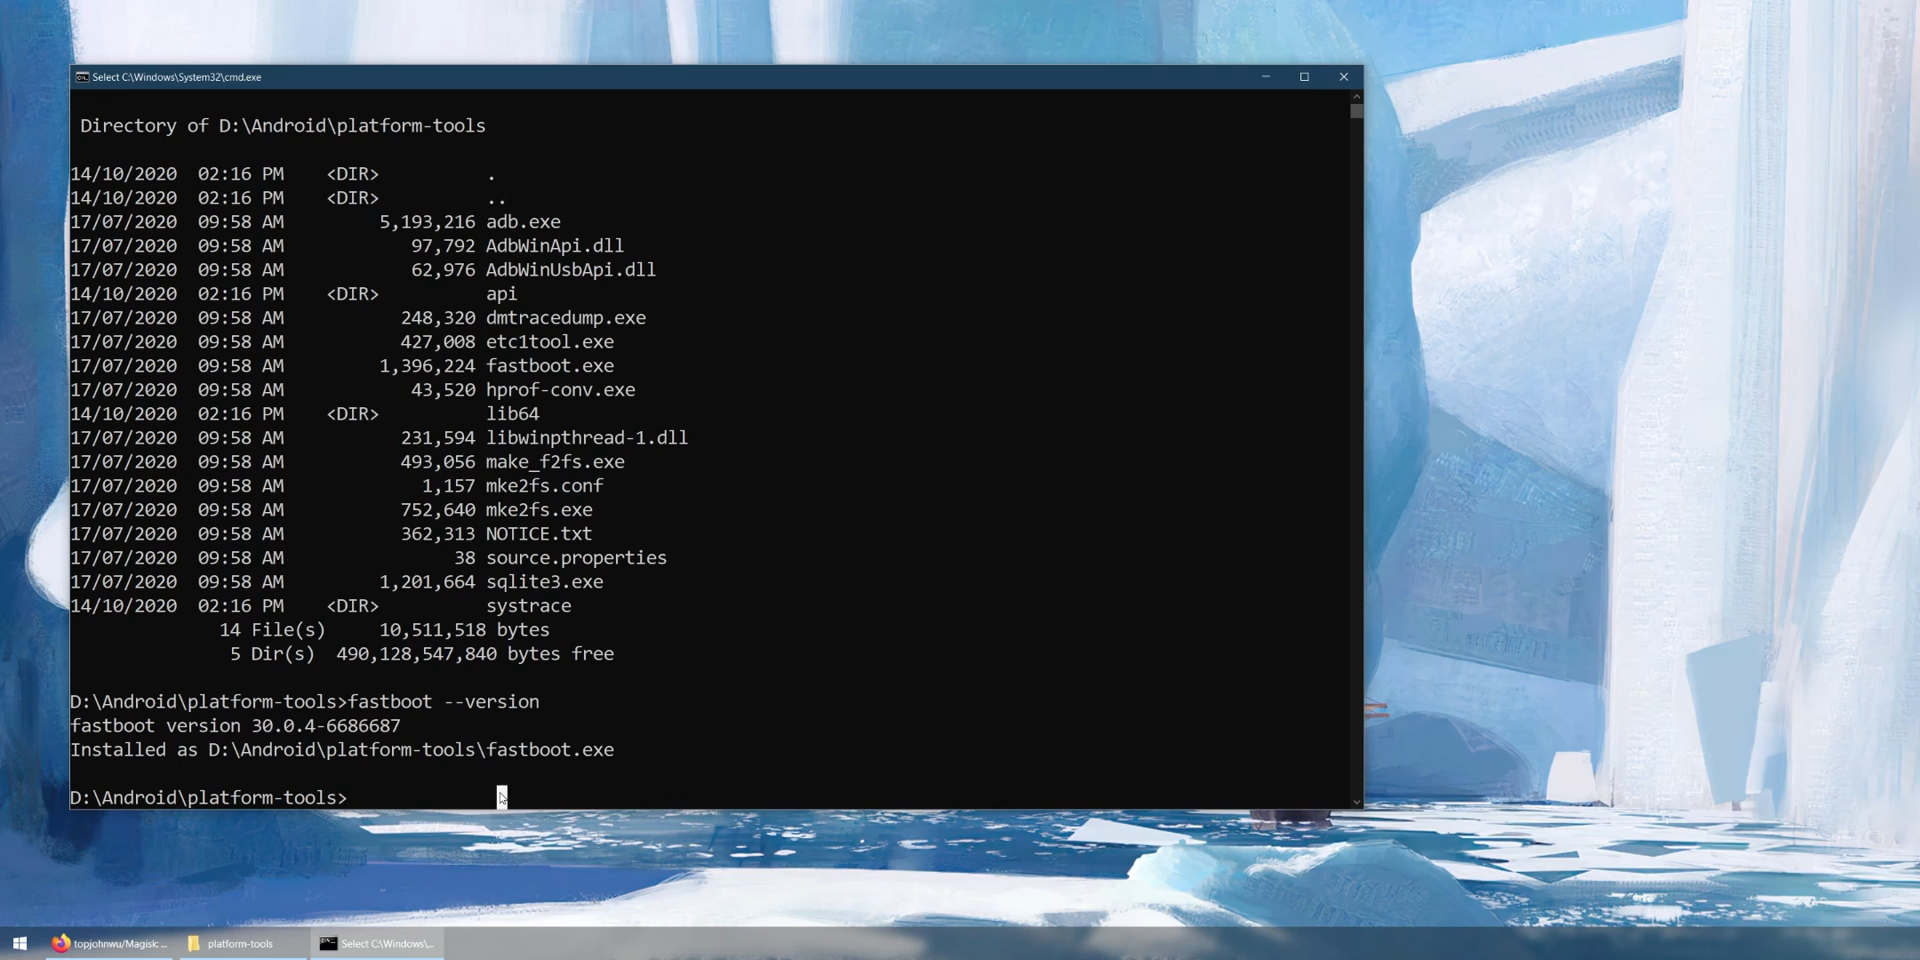 Select C:\Windows\System32\cmd.exe
Directory of D:\Android\platform-tools
14/10/2020  02:16 PM    <DIR>          .
14/10/2020  02:16 PM    <DIR>          ..
17/07/2020  09:58 AM         5,193,216 adb.exe
17/07/2020  09:58 AM            97,792 AdbWinApi.dll
17/07/2020  09:58 AM            62,976 AdbWinUsbApi.dll
14/10/2020  02:16 PM    <DIR>          api
17/07/2020  09:58 AM           248,320 dmtracedump.exe
17/07/2020  09:58 AM           427,008 etc1tool.exe
17/07/2020  09:58 AM         1,396,224 fastboot.exe
17/07/2020  09:58 AM            43,520 hprof-conv.exe
14/10/2020  02:16 PM    <DIR>          lib64
17/07/2020  09:58 AM           231,594 libwinpthread-1.dll
17/07/2020  09:58 AM           493,056 make_f2fs.exe
17/07/2020  09:58 AM             1,157 mke2fs.conf
17/07/2020  09:58 AM           752,640 mke2fs.exe
17/07/2020  09:58 AM           362,313 NOTICE.txt
17/07/2020  09:58 AM                38 source.properties
17/07/2020  09:58 AM         1,201,664 sqlite3.exe
14/10/2020  02:16 PM    <DIR>          systrace
14 File(s)     10,511,518 bytes
5 Dir(s)  490,128,547,840 bytes free
D:\Android\platform-tools>fastboot --version
fastboot version 30.0.4-6686687
Installed as D:\Android\platform-tools\fastboot.exe
D:\Android\platform-tools>
topjohnwu/Magisk: ...
platform-tools
Select C:\Windows\...